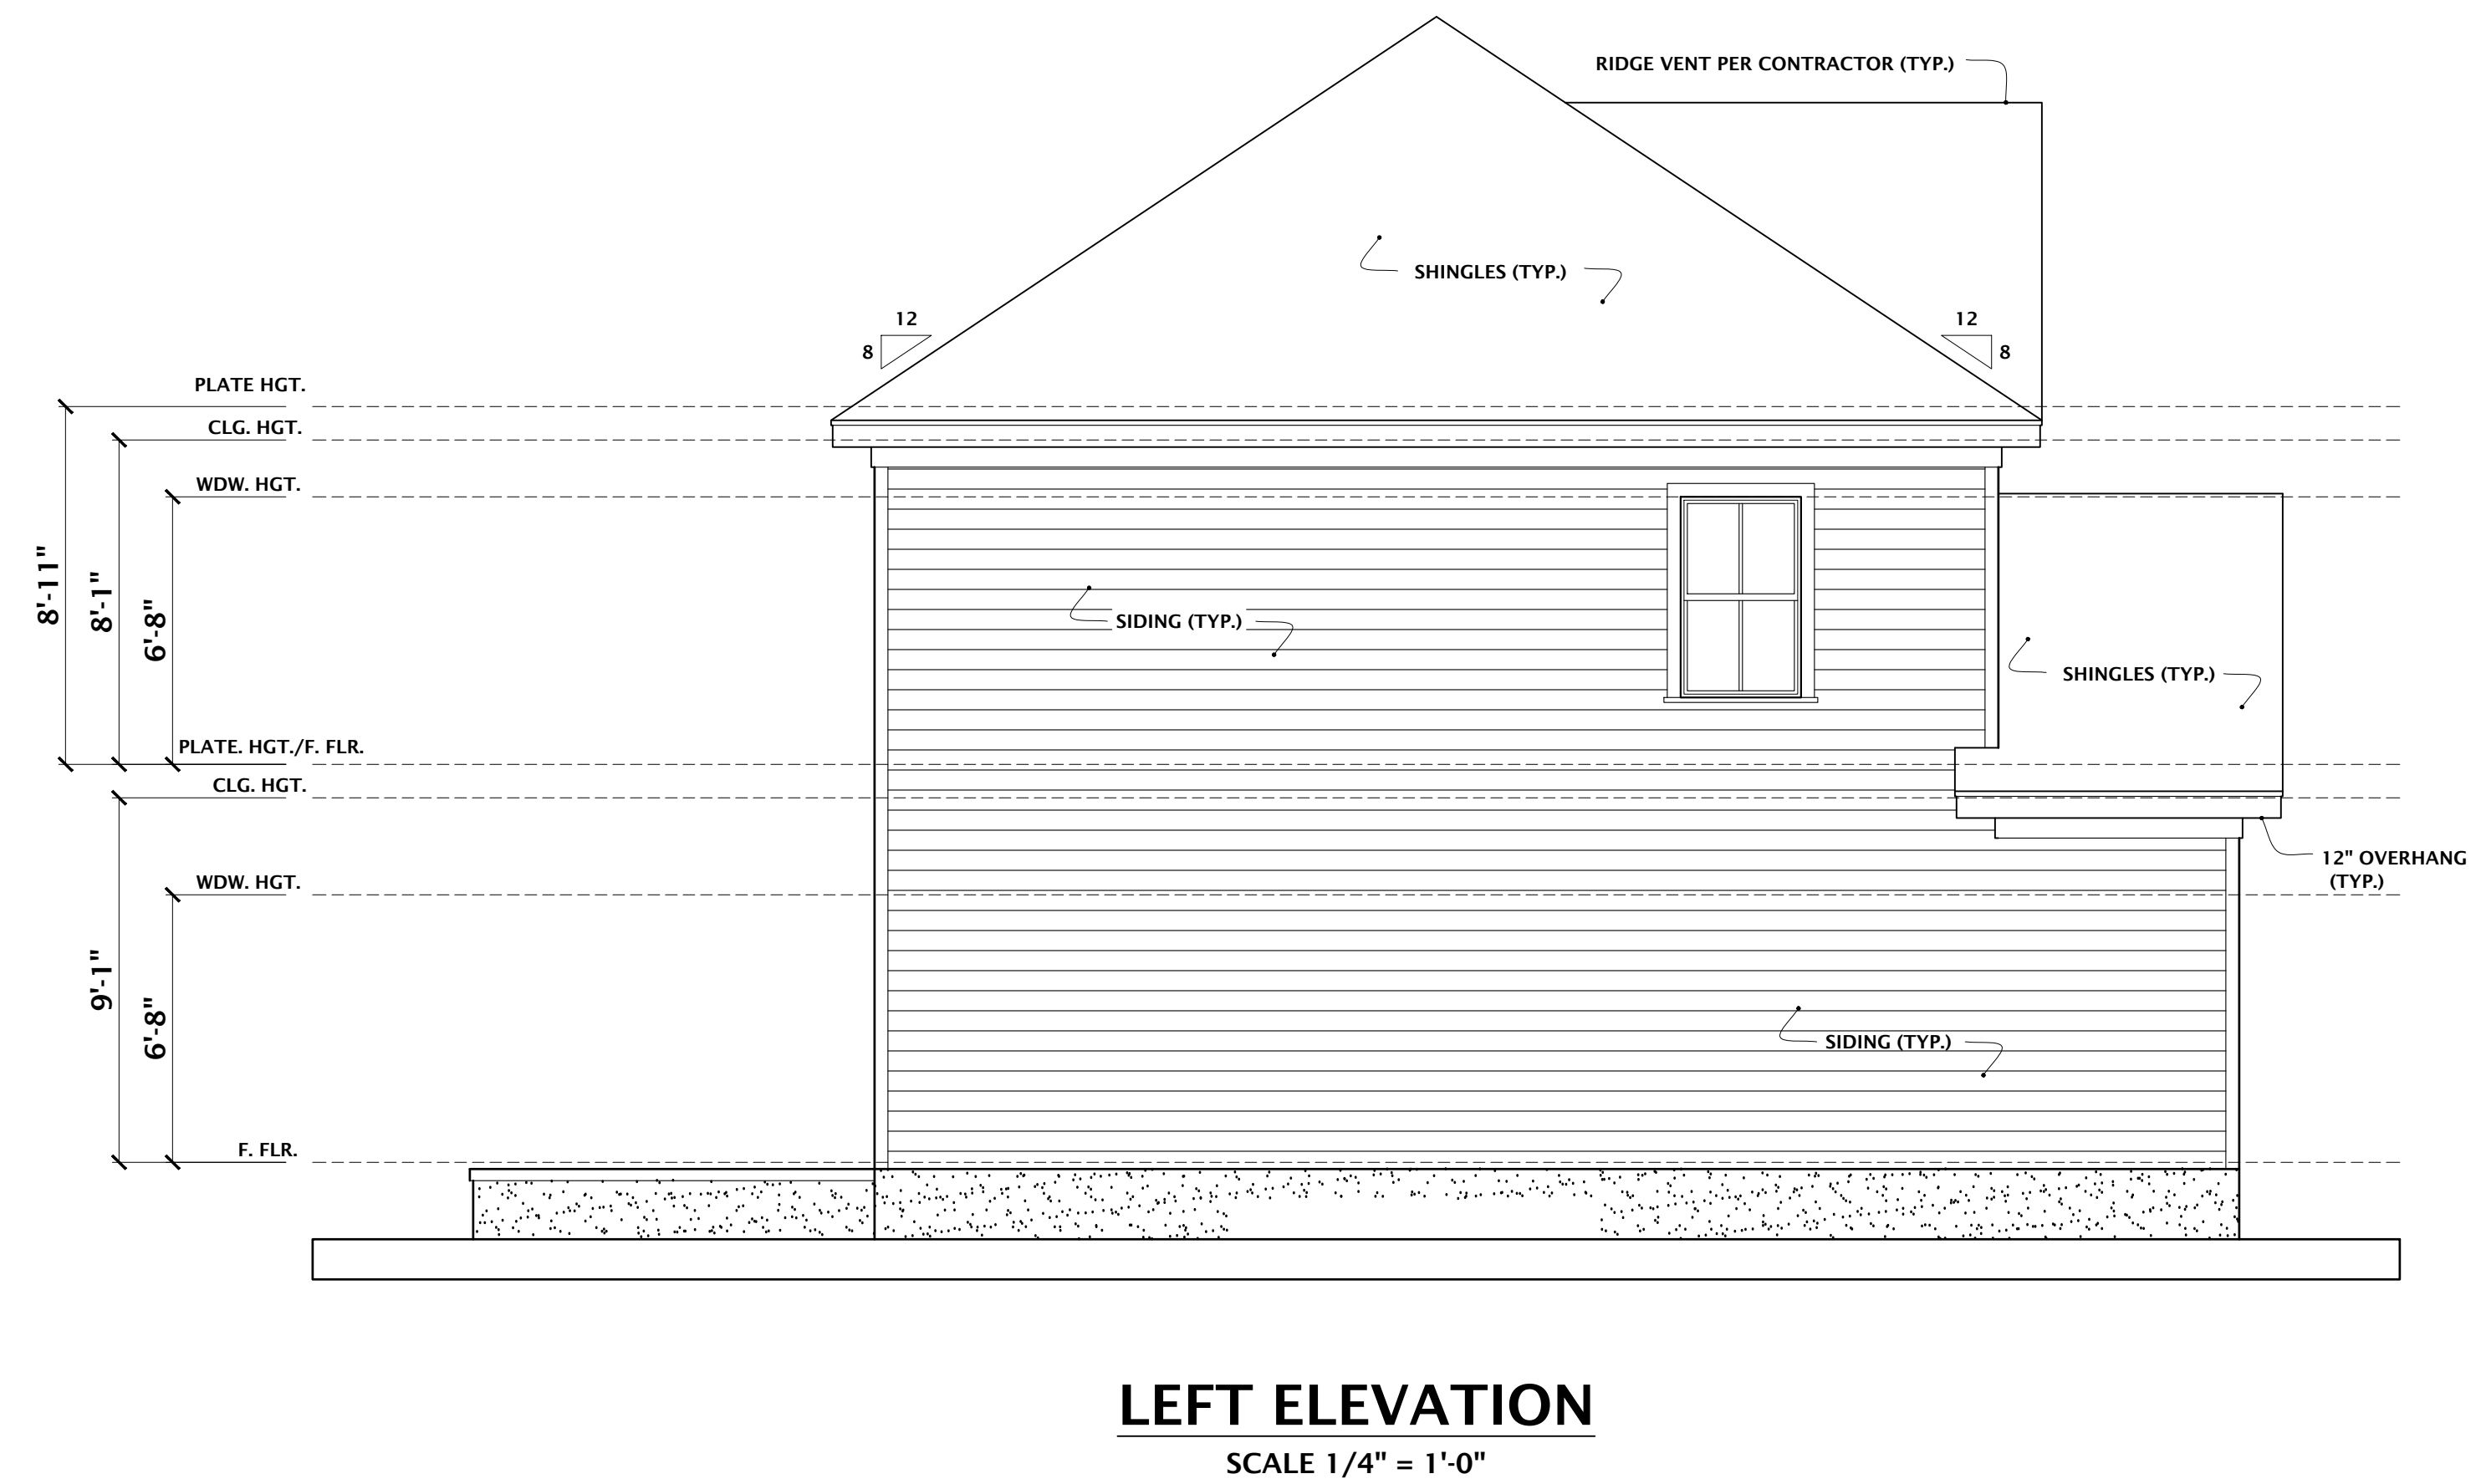 RIDGE VENT PER CONTRACTOR (TYP.)
SHINGLES (TYP.)
12
8
12
8
PLATE HGT.
CLG. HGT.
WDW. HGT.
8'-11"
8'-1"
6'-8"
SIDING (TYP.)
SHINGLES (TYP.)
PLATE. HGT./F. FLR.
CLG. HGT.
12" OVERHANG
(TYP.)
WDW. HGT.
9'-1"
6'-8"
SIDING (TYP.)
F. FLR.
LEFT ELEVATION
SCALE 1/4" = 1'-0"